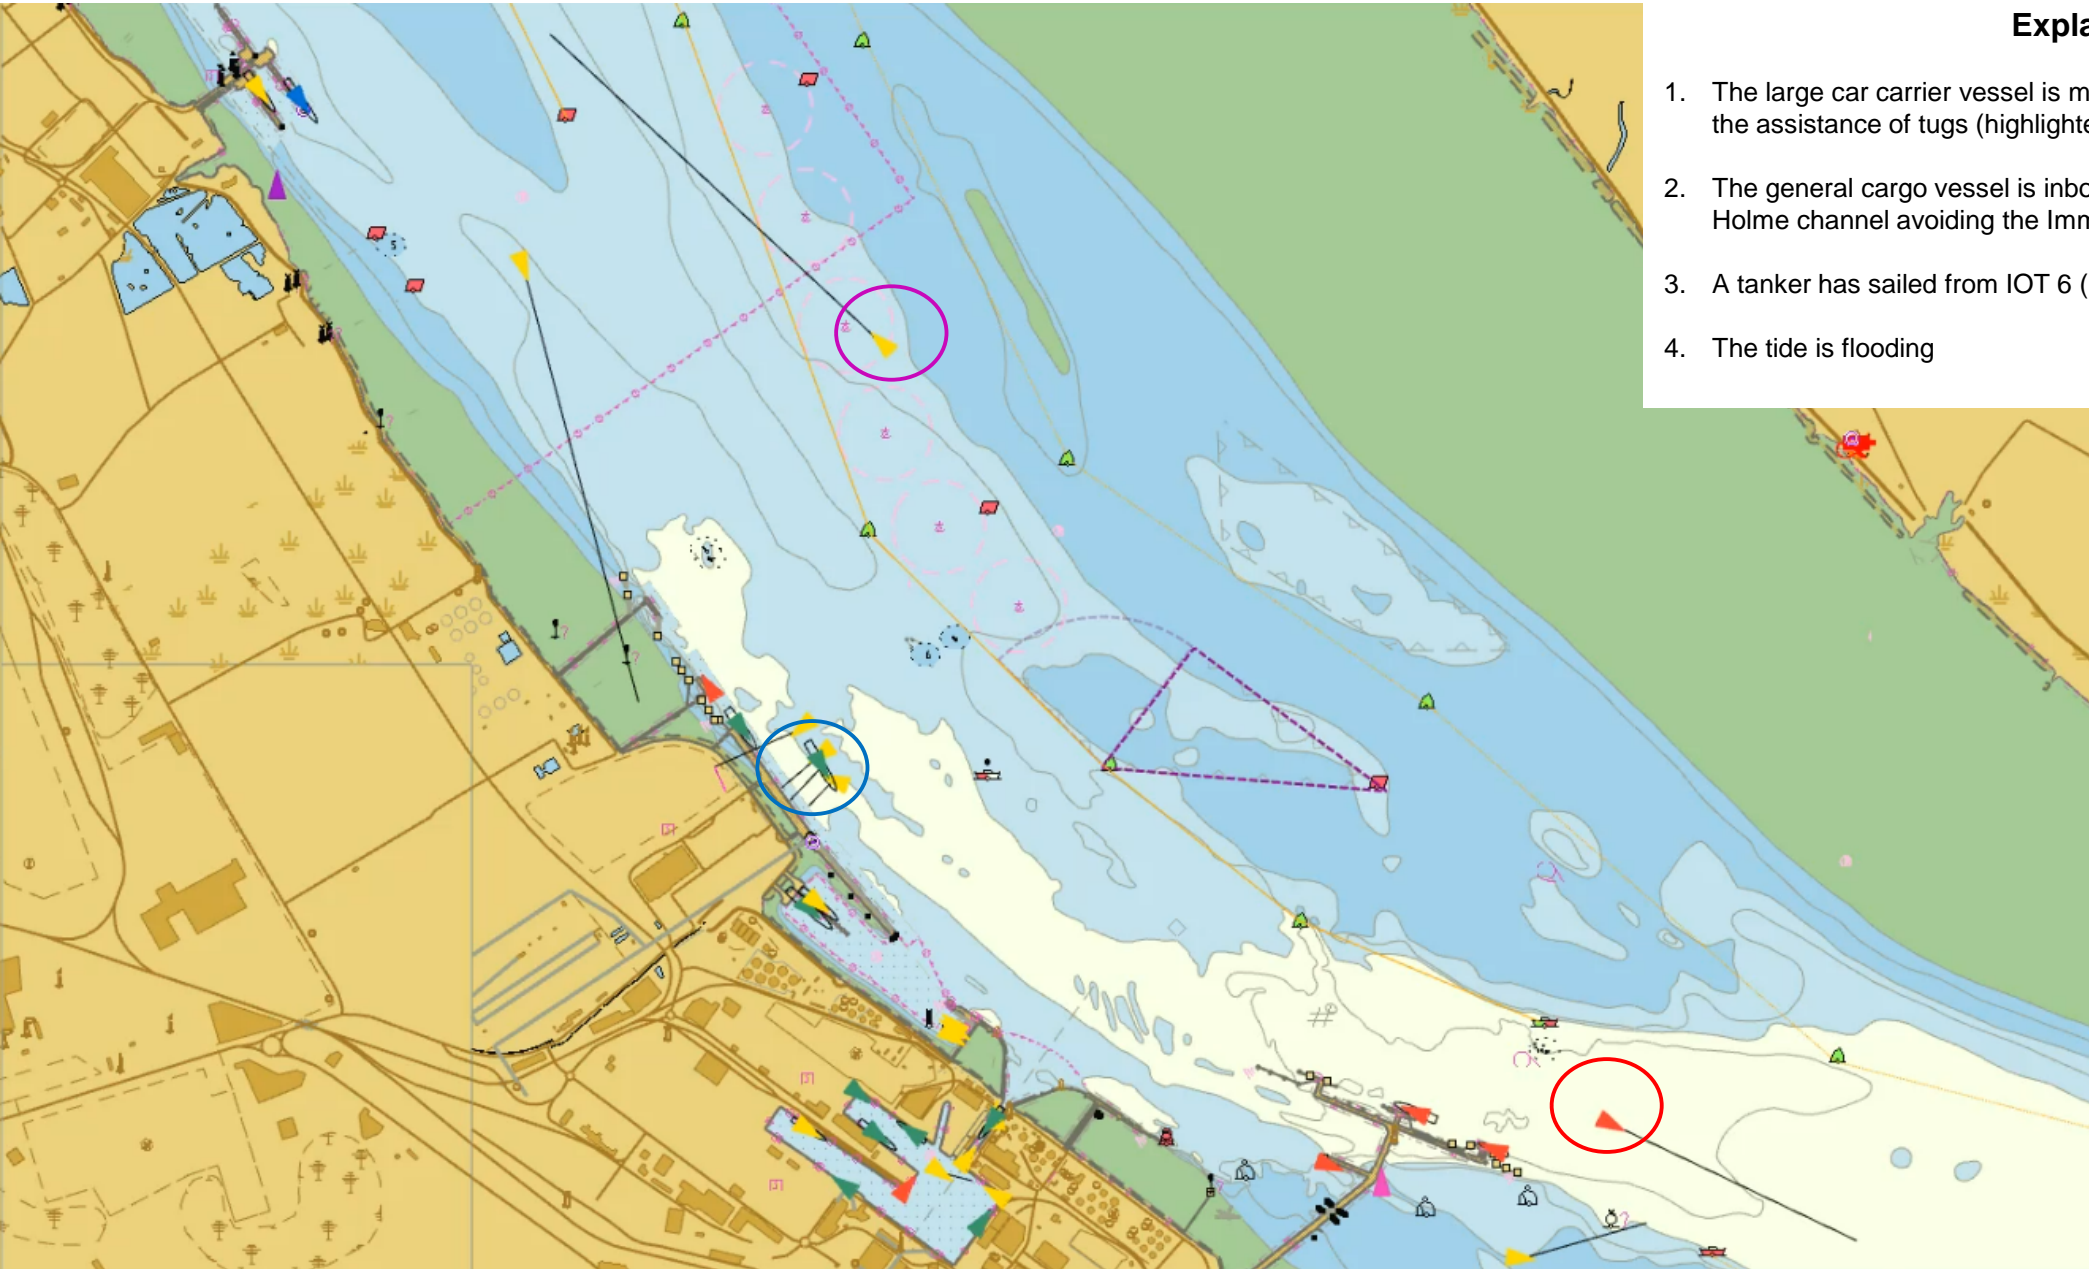 Expla
1. The large car carrier vessel is m
the assistance of tugs (highlighte
2. The general cargo vessel is inbo
Holme channel avoiding the Imm
3. A tanker has sailed from IOT 6 (
4. The tide is flooding